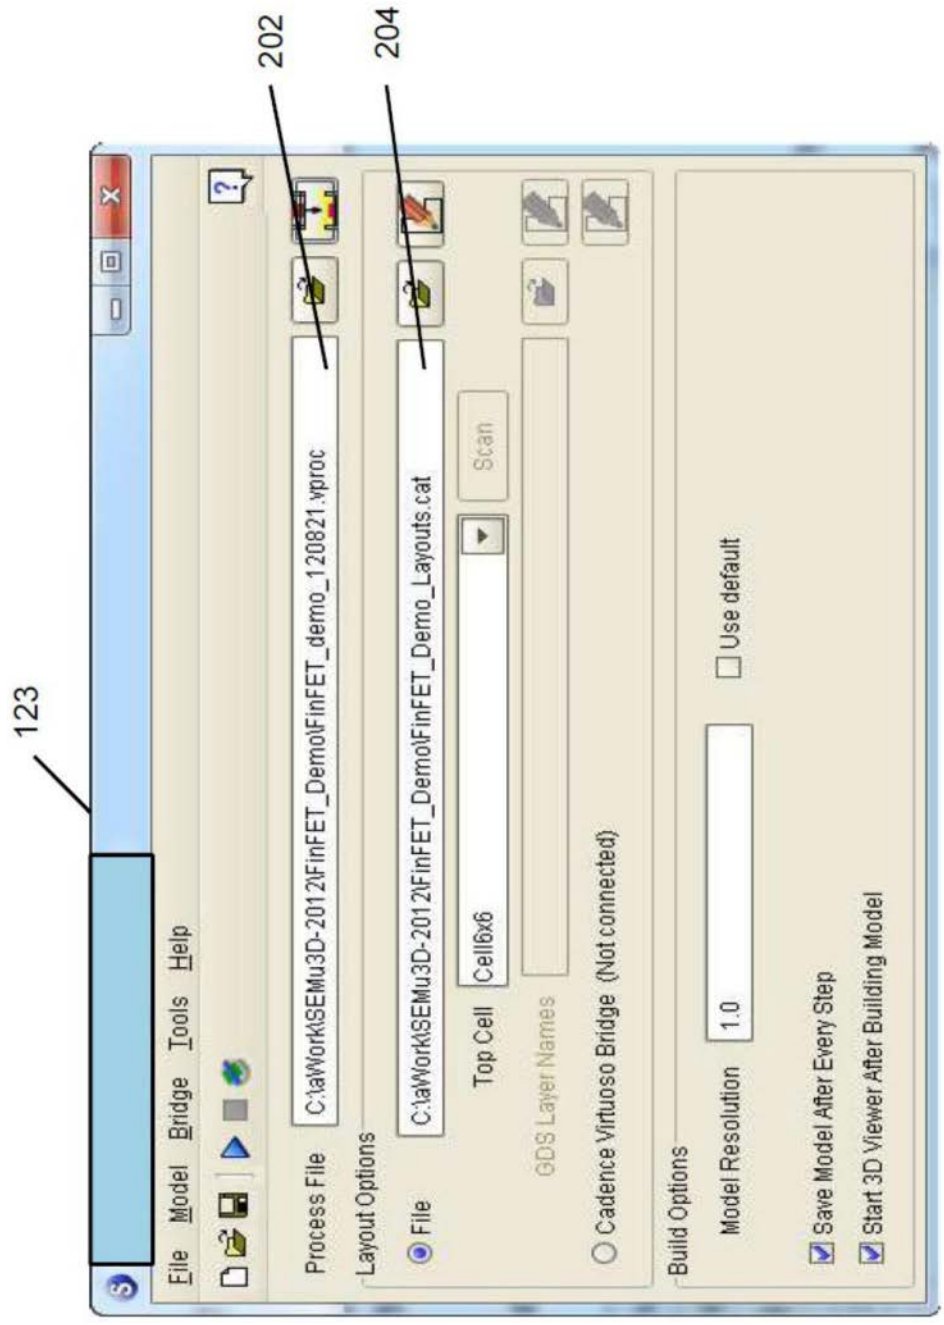 123
202
204
S
File Model Bridge Tools Help
?
Process File C:\aWork\SEMu3D-2012\FinFET_Demo\FinFET_demo_120821.vproc
Layout Options
File C:\aWork\SEMu3D-2012\FinFET_Demo\FinFET_Demo_Layouts.cat
Top Cell Cell6x6 Scan
GDS Layer Names
Cadence Virtuoso Bridge (Not connected)
Build Options
Model Resolution 1.0 Use default
Save Model After Every Step
Start 3D Viewer After Building Model